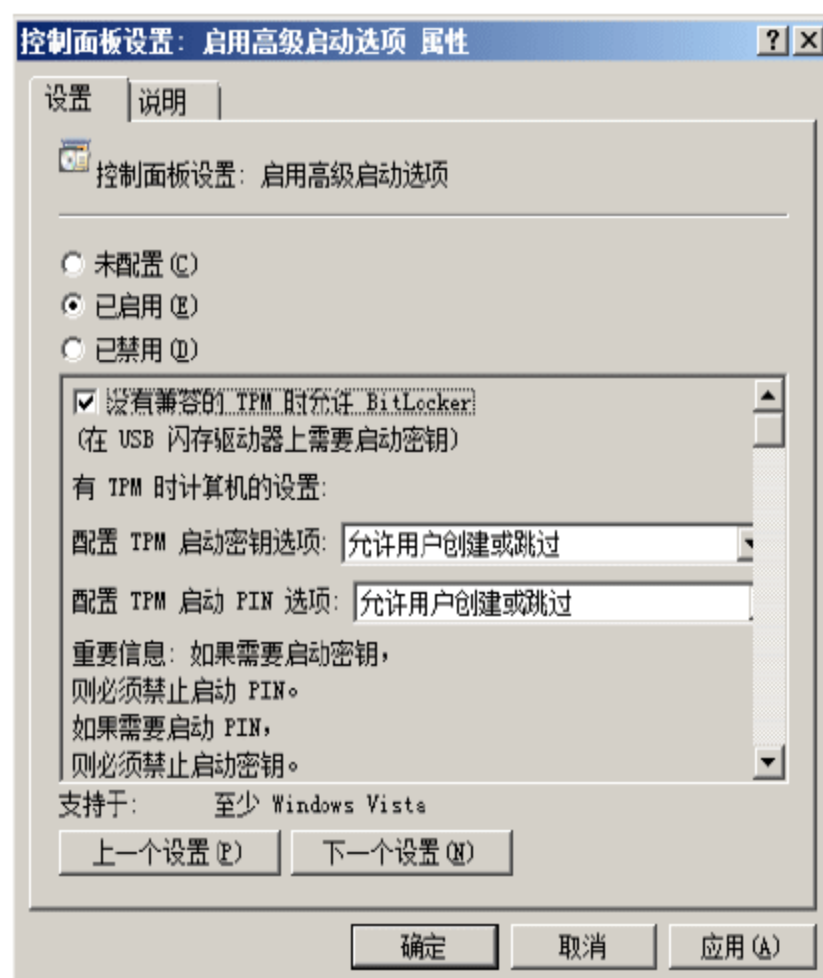 控制面板设置: 启用高级启动选项 属性
设置 说明
控制面板设置: 启用高级启动选项
未配置(C)
已启用(E)
已禁用(D)
没有兼容的 TPM 时允许 BitLocker
(在 USB 闪存驱动器上需要启动密钥)
有 TPM 时计算机的设置:
配置 TPM 启动密钥选项: 允许用户创建或跳过
配置 TPM 启动 PIN 选项: 允许用户创建或跳过
重要信息: 如果需要启动密钥,
则必须禁止启动 PIN。
如果需要启动 PIN,
则必须禁止启动密钥。
支持于: 至少 Windows Vista
上一个设置(P) 下一个设置(N)
确定 取消 应用(A)